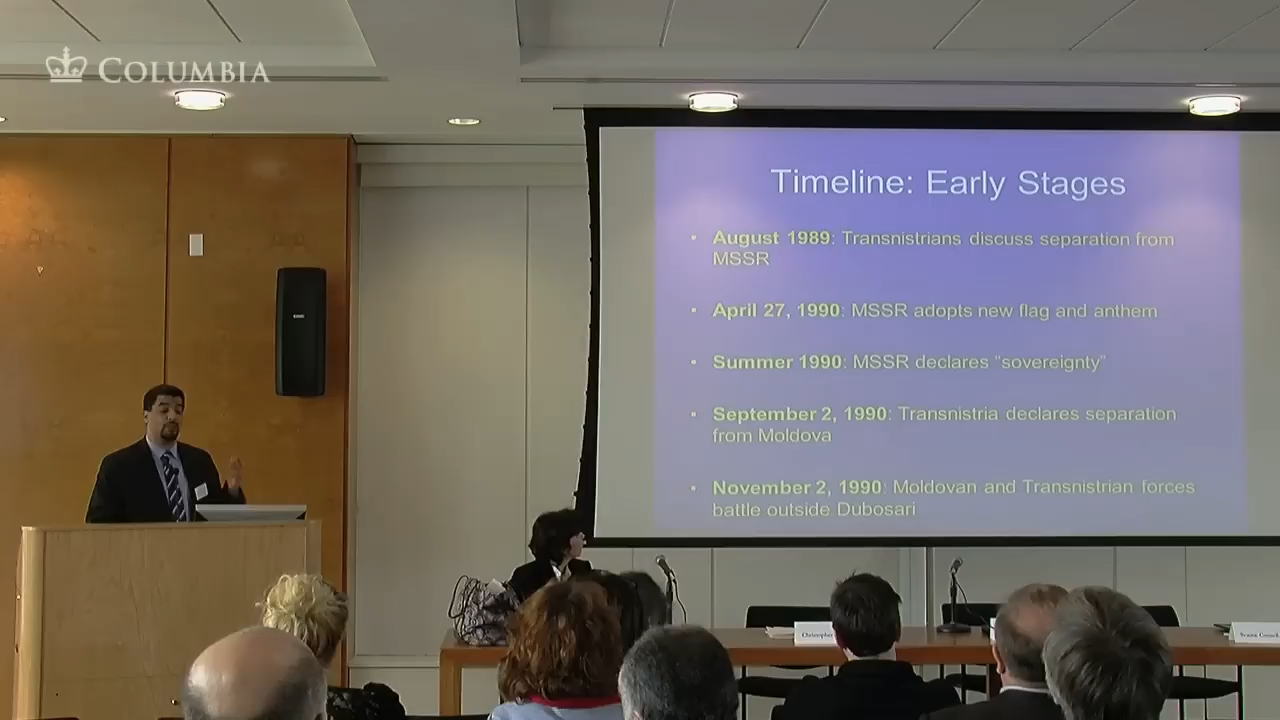 COLUMBIA
Timeline: Early Stages
• August 1989: Transnistrians discuss separation from
MSSR
• April 27, 1990: MSSR adopts new flag and anthem
• Summer 1990: MSSR declares "sovereignty"
• September 2, 1990: Transnistria declares separation
from Moldova
• November 2, 1990: Moldovan and Transnistrian forces
battle outside Dubosari